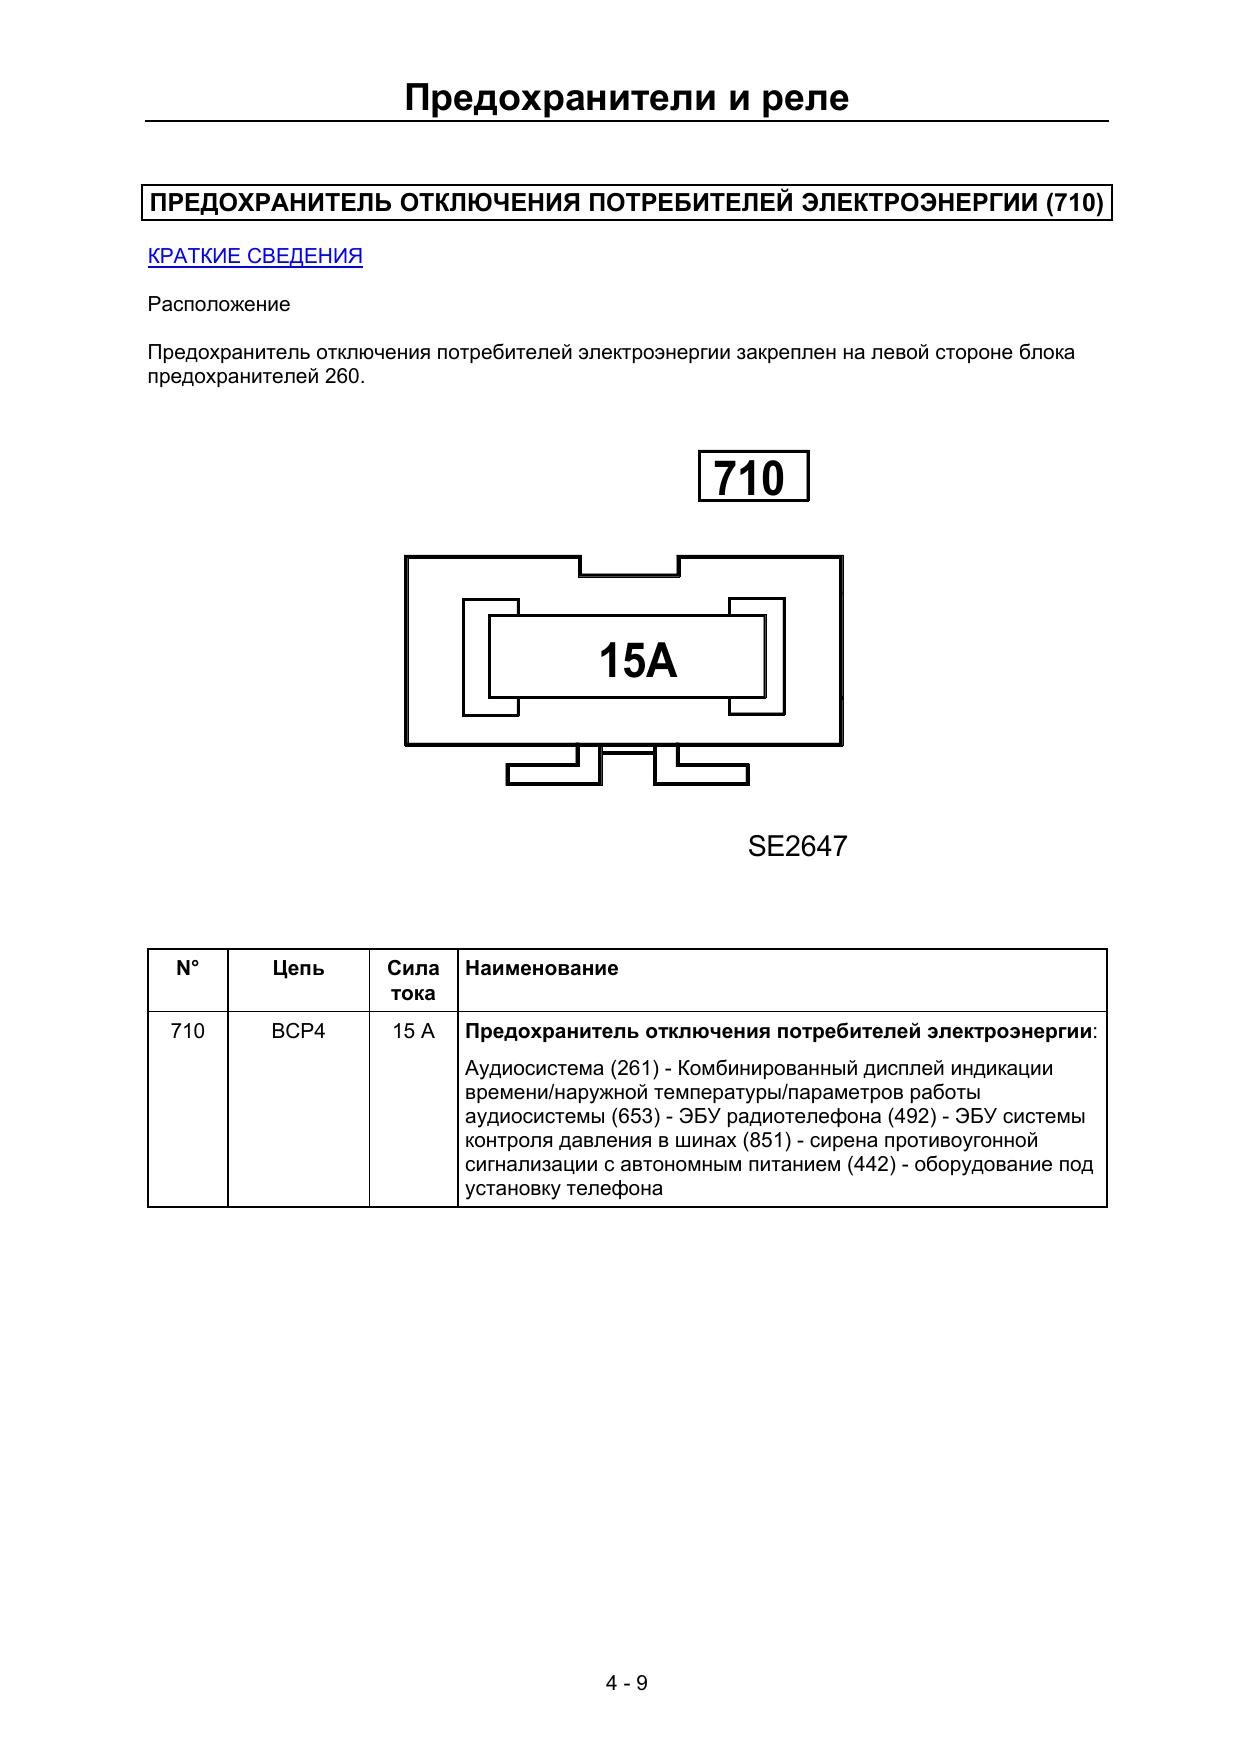 Предохранители и реле
ПРЕДОХРАНИТЕЛЬ ОТКЛЮЧЕНИЯ ПОТРЕБИТЕЛЕЙ ЭЛЕКТРОЭНЕРГИИ (710)
КРАТКИЕ СВЕДЕНИЯ
Расположение
Предохранитель отключения потребителей электроэнергии закреплен на левой стороне блока
предохранителей 260.
710
15A
SE2647
N° Цепь Сила Наименование
тока
710 BCP4 15 A Предохранитель отключения потребителей электроэнергии:
Аудиосистема (261) - Комбинированный дисплей индикации
времени/наружной температуры/параметров работы
аудиосистемы (653) - ЭБУ радиотелефона (492) - ЭБУ системы
контроля давления в шинах (851) - сирена противоугонной
сигнализации с автономным питанием (442) - оборудование под
установку телефона
4 - 9